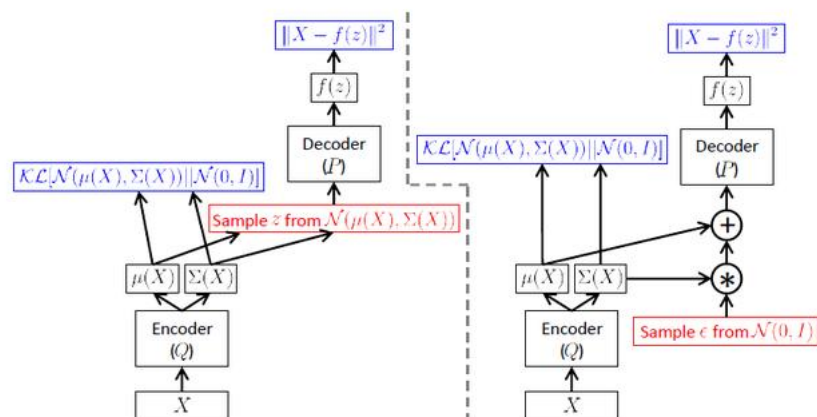 ‖X − f(z)‖²
f(z)
Decoder
(P)
KL[N(μ(X), Σ(X))||N(0, I)]
Sample z from N(μ(X), Σ(X))
μ(X)
Σ(X)
Encoder
(Q)
X
‖X − f(z)‖²
f(z)
Decoder
(P)
KL[N(μ(X), Σ(X))||N(0, I)]
+
μ(X)
Σ(X)
*
Encoder
(Q)
Sample ϵ from N(0, I)
X